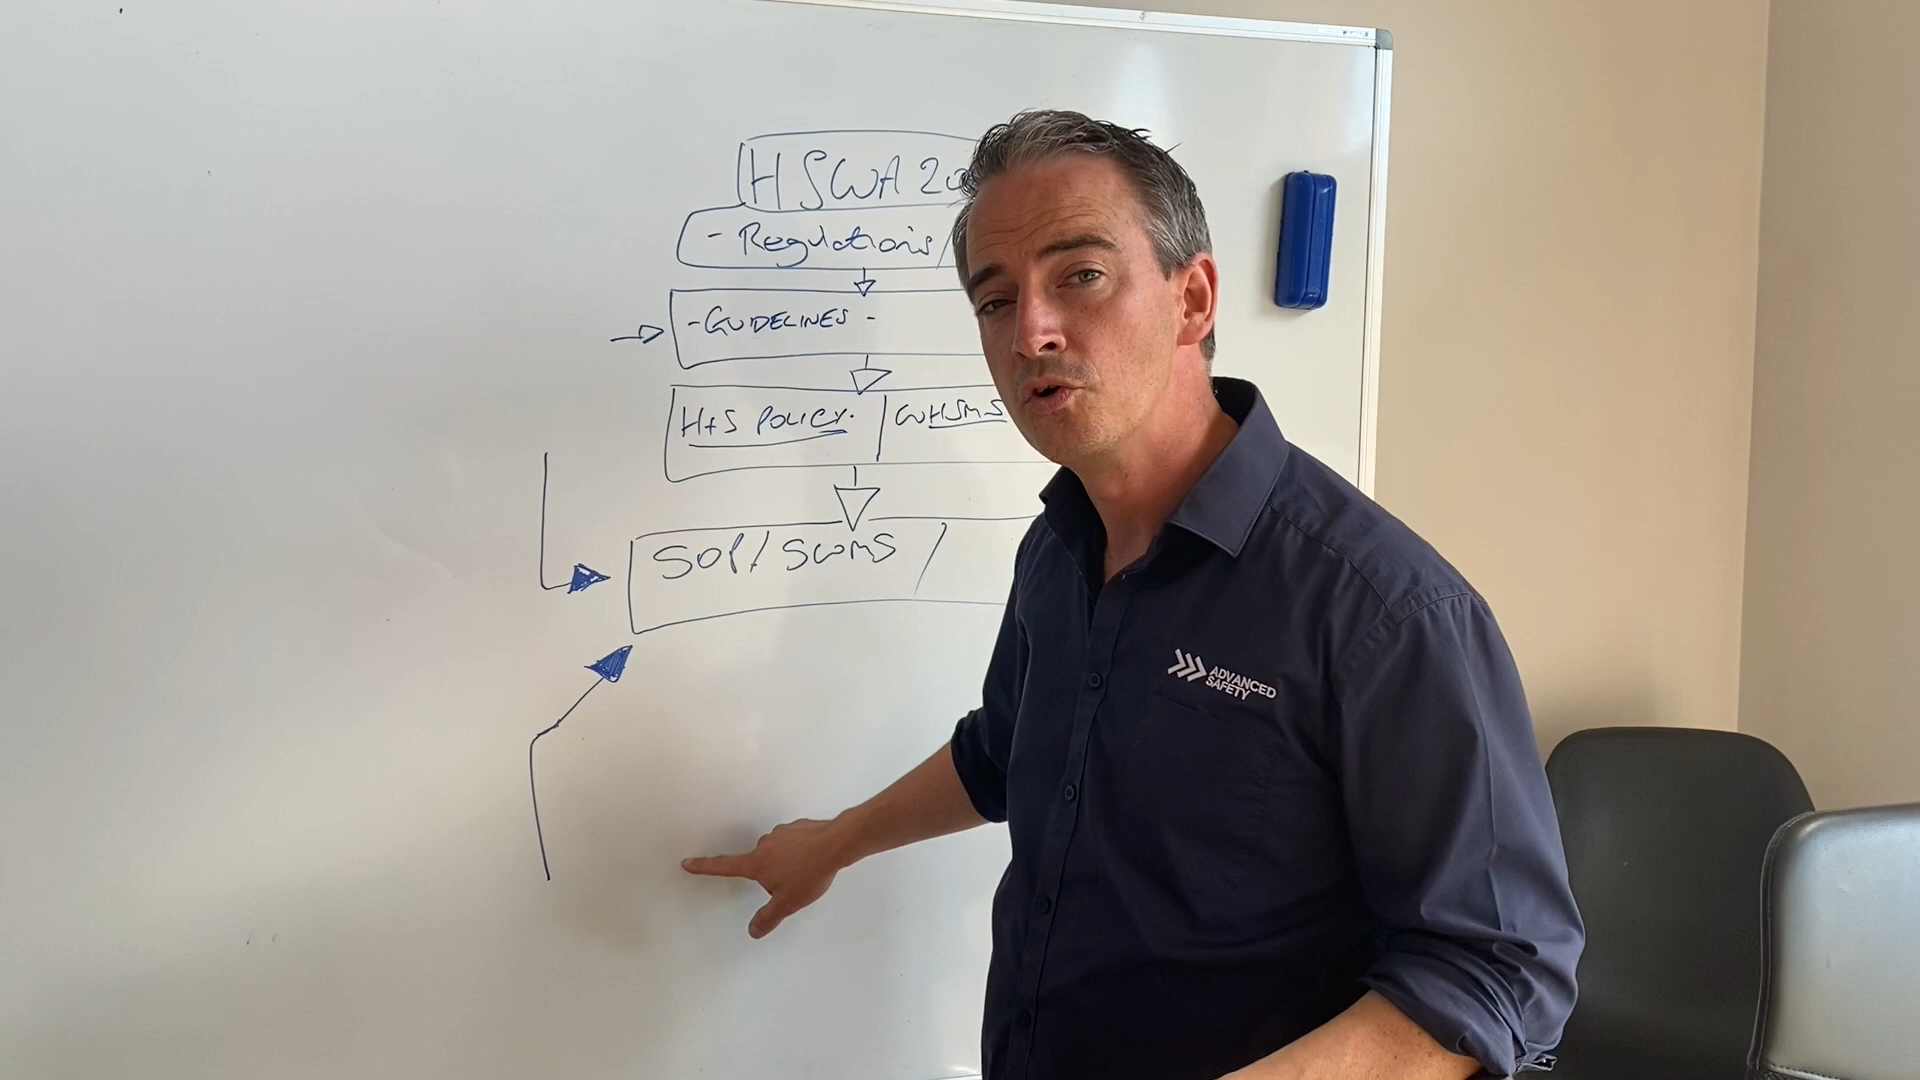 HSWA 20
- Regulations /
- GUIDELINES -
H+S POLICY. | WHSMS
SOP / SWMS /
ADVANCED
SAFETY